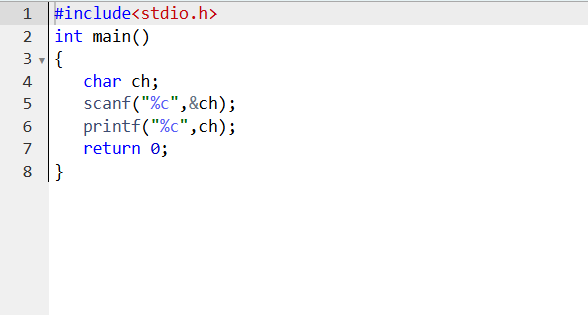 1 #include<stdio.h>
2 int main()
3 {
4 char ch;
5 scanf("%c",&ch);
6 printf("%c",ch);
7 return 0;
8 }